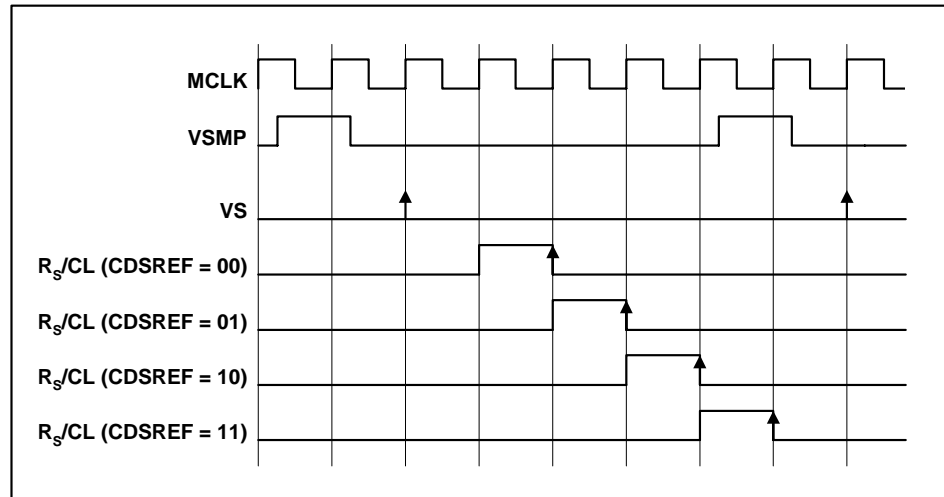 MCLK
VSMP
VS
RS/CL (CDSREF = 00)
RS/CL (CDSREF = 01)
RS/CL (CDSREF = 10)
RS/CL (CDSREF = 11)